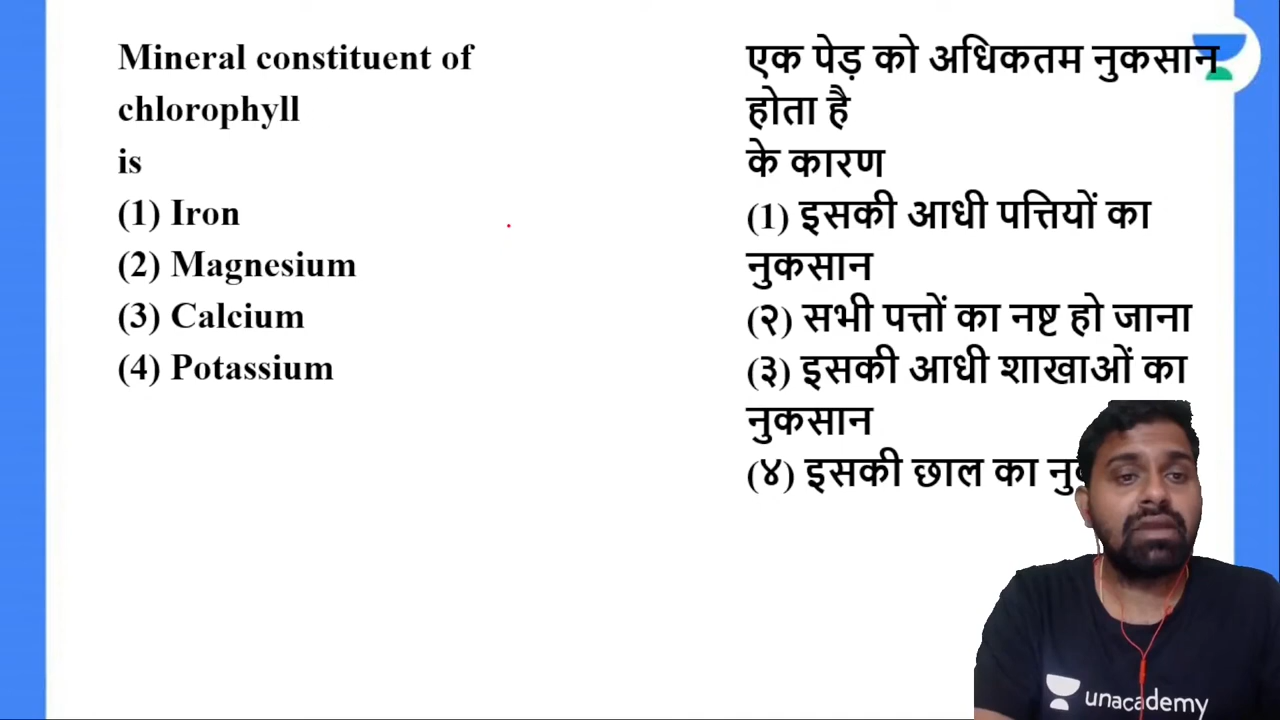 Mineral constituent of
chlorophyll
is
(1) Iron
(2) Magnesium
(3) Calcium
(4) Potassium
एक पेड़ को अधिकतम नुकसान
होता है
के कारण
(1) इसकी आधी पत्तियों का
नुकसान
(२) सभी पत्तों का नष्ट हो जाना
(३) इसकी आधी शाखाओं का
नुकसान
(४) इसकी छाल का
unacademy